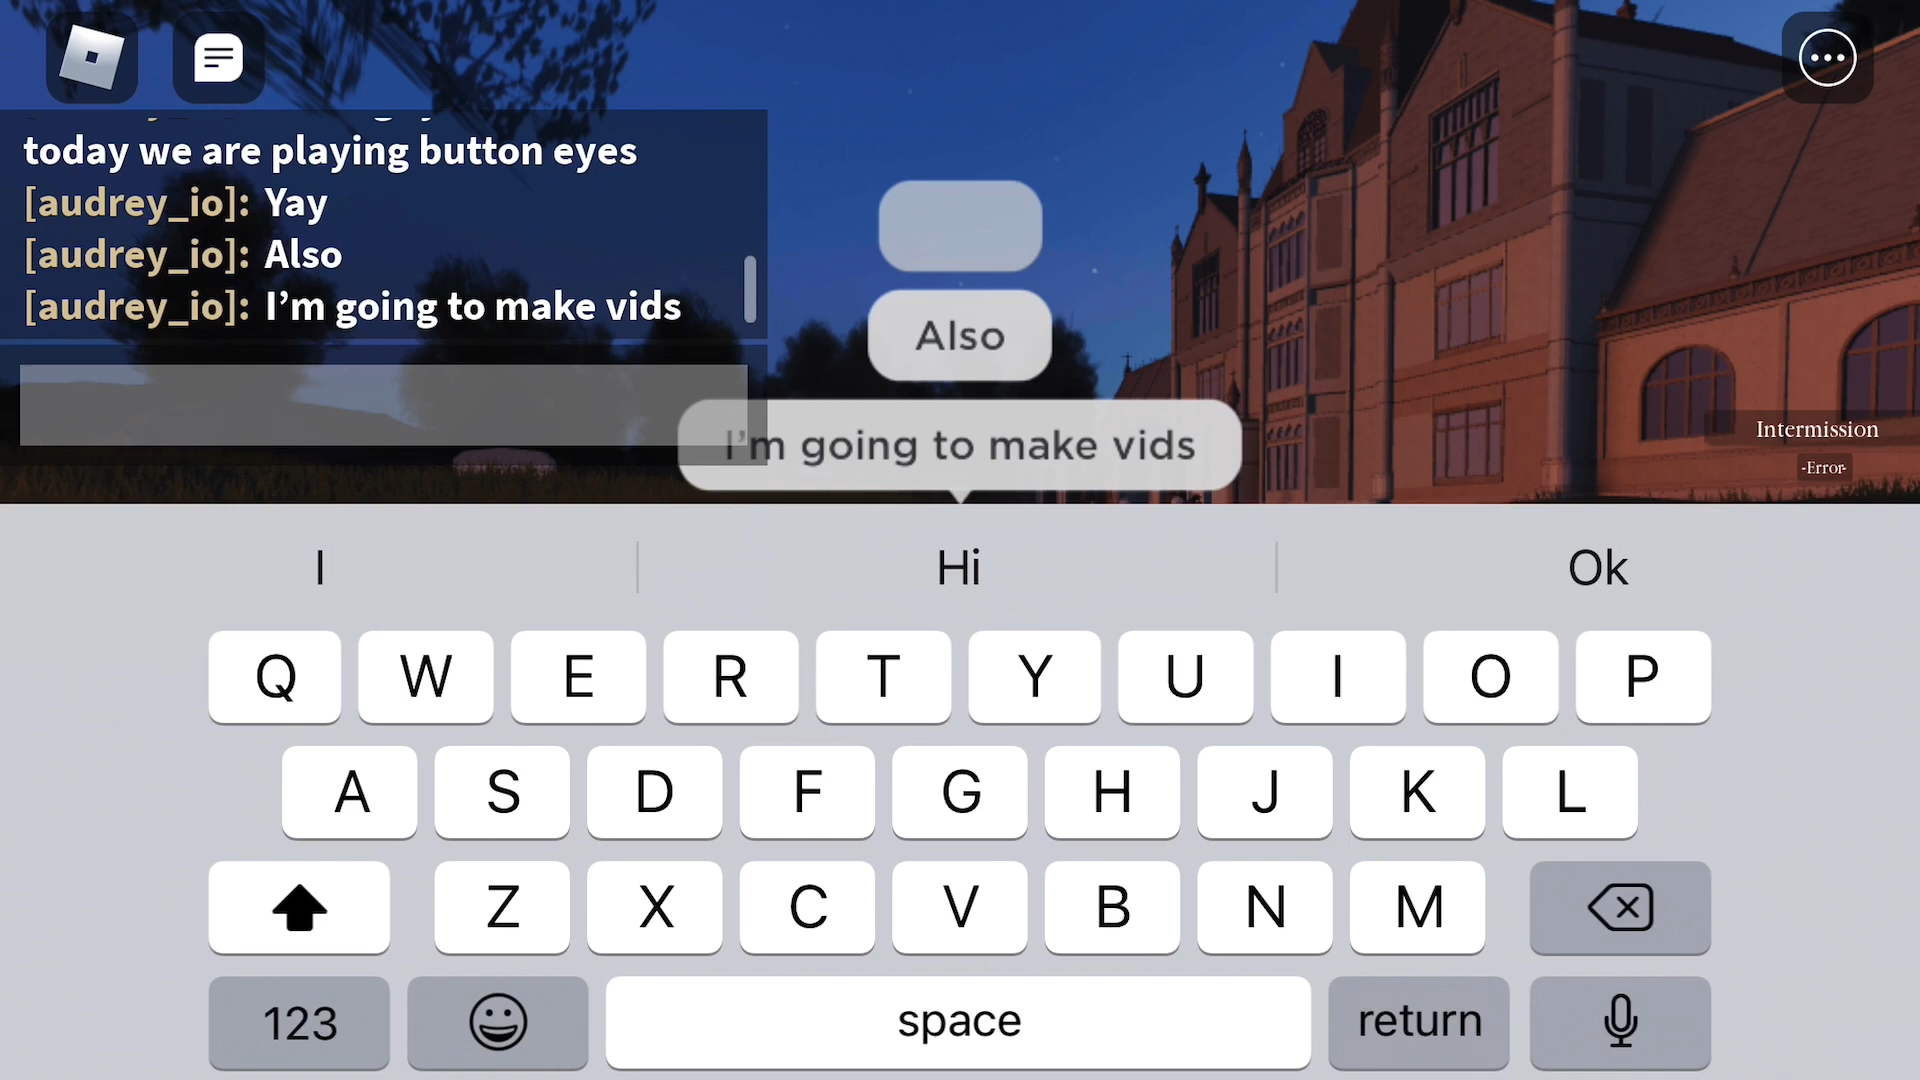 today we are playing button eyes
[audrey_io]: Yay
[audrey_io]: Also
[audrey_io]: I’m going to make vids
Also
I’m going to make vids
Intermission
-Error-
I Hi Ok
Q W E R T Y U I O P
A S D F G H J K L
Z X C V B N M
123 space return